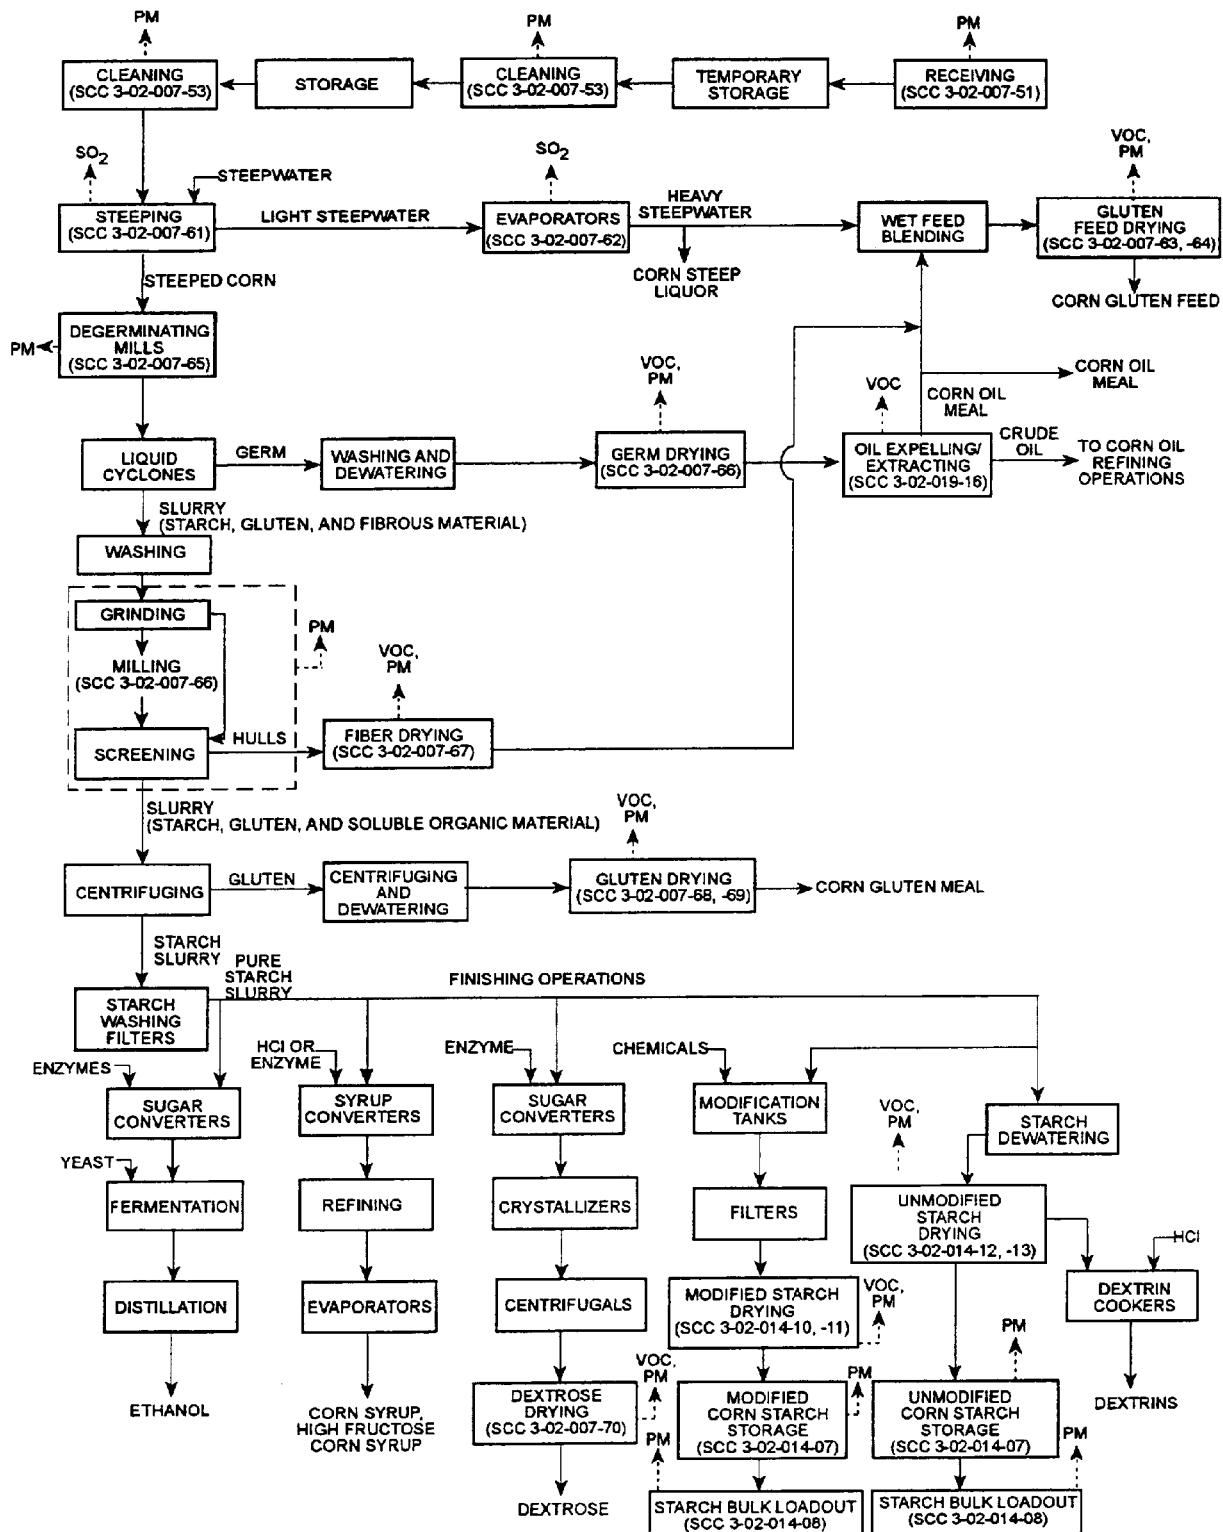 PM
PM
PM
CLEANING
(SCC 3-02-007-53)
STORAGE
CLEANING
(SCC 3-02-007-53)
TEMPORARY
STORAGE
RECEIVING
(SCC 3-02-007-51)
SO2
STEEPWATER
SO2
VOC,
PM
STEEPING
(SCC 3-02-007-61)
LIGHT STEEPWATER
EVAPORATORS
(SCC 3-02-007-62)
HEAVY
STEEPWATER
WET FEED
BLENDING
GLUTEN
FEED DRYING
(SCC 3-02-007-63, -64)
CORN STEEP
LIQUOR
CORN GLUTEN FEED
STEEPED CORN
PM
DEGERMINATING
MILLS
(SCC 3-02-007-65)
VOC,
PM
VOC
CORN OIL
MEAL
CORN OIL
MEAL
LIQUID
CYCLONES
GERM
WASHING AND
DEWATERING
GERM DRYING
(SCC 3-02-007-66)
OIL EXPELLING/
EXTRACTING
(SCC 3-02-019-16)
CRUDE
OIL
TO CORN OIL
REFINING
OPERATIONS
SLURRY
(STARCH, GLUTEN, AND FIBROUS MATERIAL)
WASHING
GRINDING
PM
MILLING
(SCC 3-02-007-66)
VOC,
PM
SCREENING
HULLS
FIBER DRYING
(SCC 3-02-007-67)
SLURRY
(STARCH, GLUTEN, AND SOLUBLE ORGANIC MATERIAL)
VOC,
PM
CENTRIFUGING
GLUTEN
CENTRIFUGING
AND
DEWATERING
GLUTEN DRYING
(SCC 3-02-007-68, -69)
CORN GLUTEN MEAL
STARCH
SLURRY
PURE
STARCH
SLURRY
FINISHING OPERATIONS
STARCH
WASHING
FILTERS
ENZYMES
HCl OR
ENZYME
ENZYME
CHEMICALS
SUGAR
CONVERTERS
SYRUP
CONVERTERS
SUGAR
CONVERTERS
MODIFICATION
TANKS
VOC,
PM
STARCH
DEWATERING
YEAST
FERMENTATION
REFINING
CRYSTALLIZERS
FILTERS
UNMODIFIED
STARCH
DRYING
(SCC 3-02-014-12, -13)
HCl
DISTILLATION
EVAPORATORS
CENTRIFUGALS
MODIFIED STARCH
DRYING
(SCC 3-02-014-10, -11)
VOC,
PM
DEXTRIN
COOKERS
PM
ETHANOL
CORN SYRUP,
HIGH FRUCTOSE
CORN SYRUP
DEXTROSE
DRYING
(SCC 3-02-007-70)
VOC,
PM
PM
MODIFIED
CORN STARCH
STORAGE
(SCC 3-02-014-07)
PM
UNMODIFIED
CORN STARCH
STORAGE
(SCC 3-02-014-07)
PM
DEXTRINS
DEXTROSE
STARCH BULK LOADOUT
(SCC 3-02-014-08)
STARCH BULK LOADOUT
(SCC 3-02-014-08)